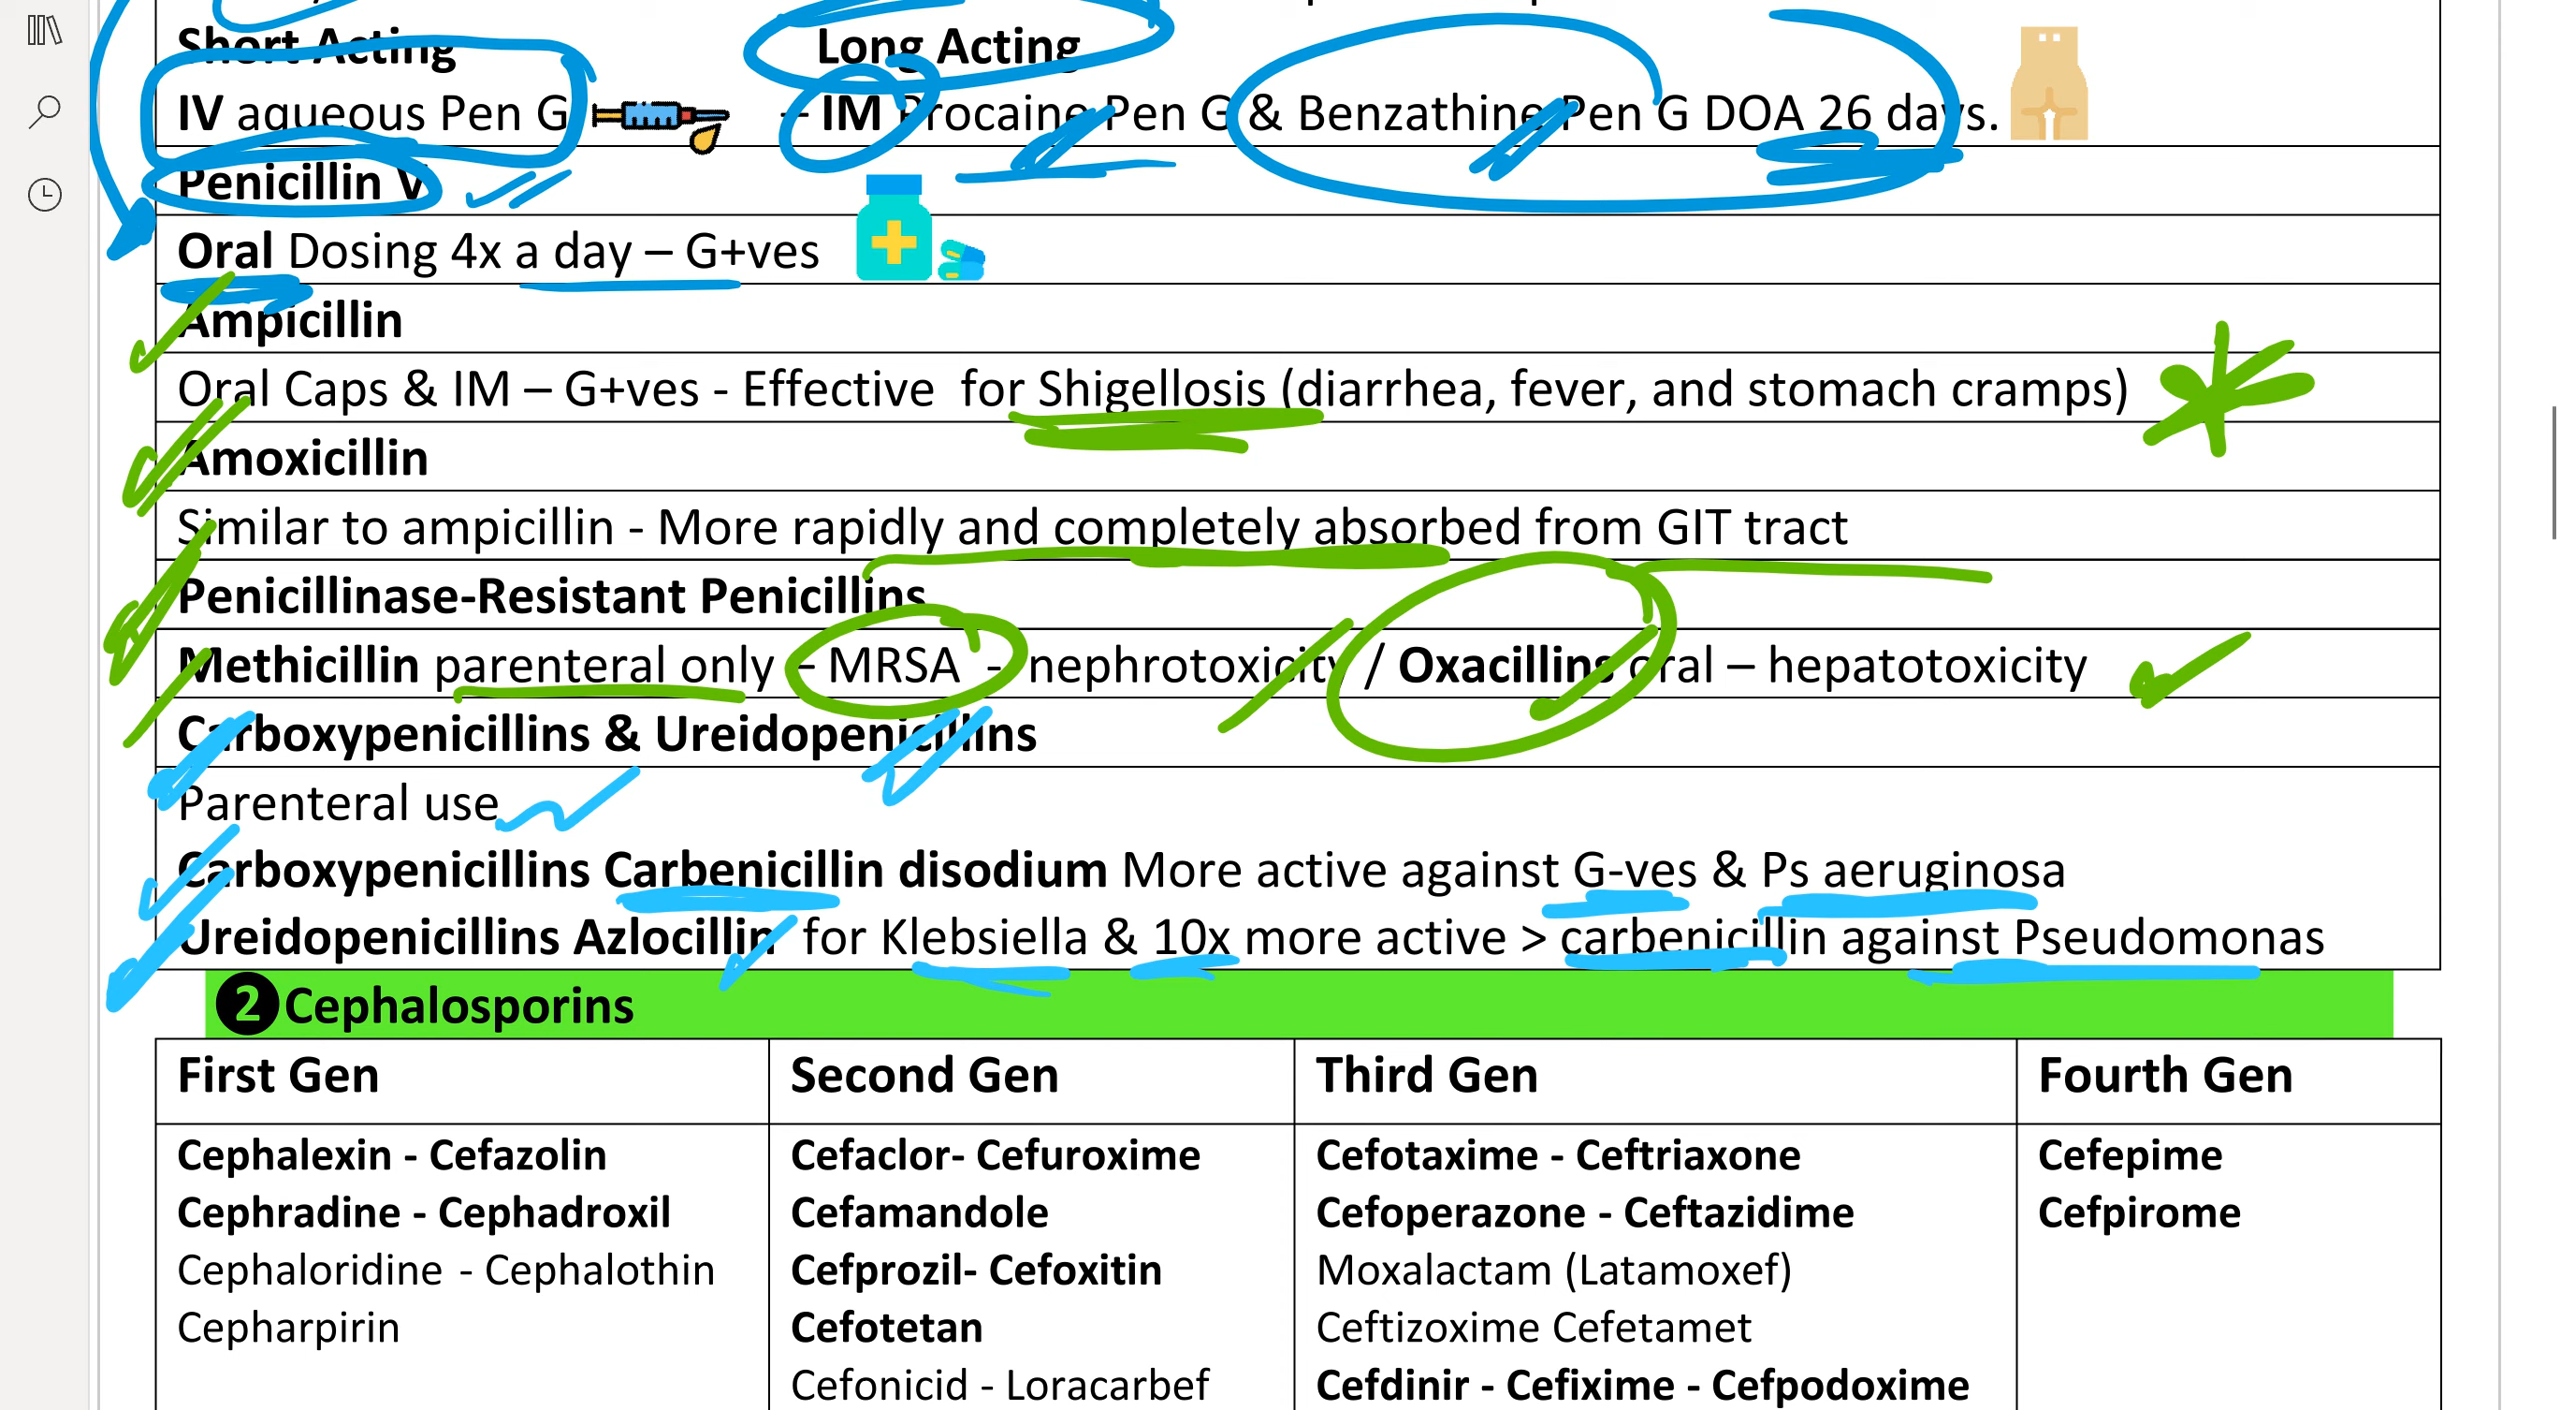 Short Acting Long Acting
IV aqueous Pen G – IM Procaine Pen G & Benzathine Pen G DOA 26 days.
Penicillin V
Oral Dosing 4x a day – G+ves
Ampicillin
Oral Caps & IM – G+ves - Effective for Shigellosis (diarrhea, fever, and stomach cramps)
Amoxicillin
Similar to ampicillin - More rapidly and completely absorbed from GIT tract
Penicillinase-Resistant Penicillins
Methicillin parenteral only – MRSA - nephrotoxicity / Oxacillins oral – hepatotoxicity
Carboxypenicillins & Ureidopenicillins
Parenteral use
Carboxypenicillins Carbenicillin disodium More active against G-ves & Ps aeruginosa
Ureidopenicillins Azlocillin for Klebsiella & 10x more active > carbenicillin against Pseudomonas
2 Cephalosporins
First Gen Second Gen Third Gen Fourth Gen
Cephalexin - Cefazolin Cefaclor- Cefuroxime Cefotaxime - Ceftriaxone Cefepime
Cephradine - Cephadroxil Cefamandole Cefoperazone - Ceftazidime Cefpirome
Cephaloridine - Cephalothin Cefprozil- Cefoxitin Moxalactam (Latamoxef)
Cepharpirin Cefotetan Ceftizoxime Cefetamet
Cefonicid - Loracarbef Cefdinir - Cefixime - Cefpodoxime